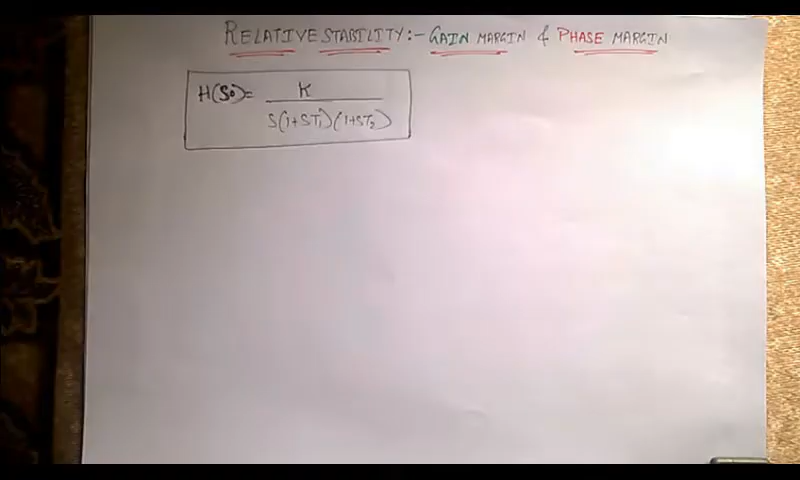 RELATIVE STABILITY:- GAIN MARGIN & PHASE MARGIN
H(S)= K
S(1+ST1)(1+ST2)